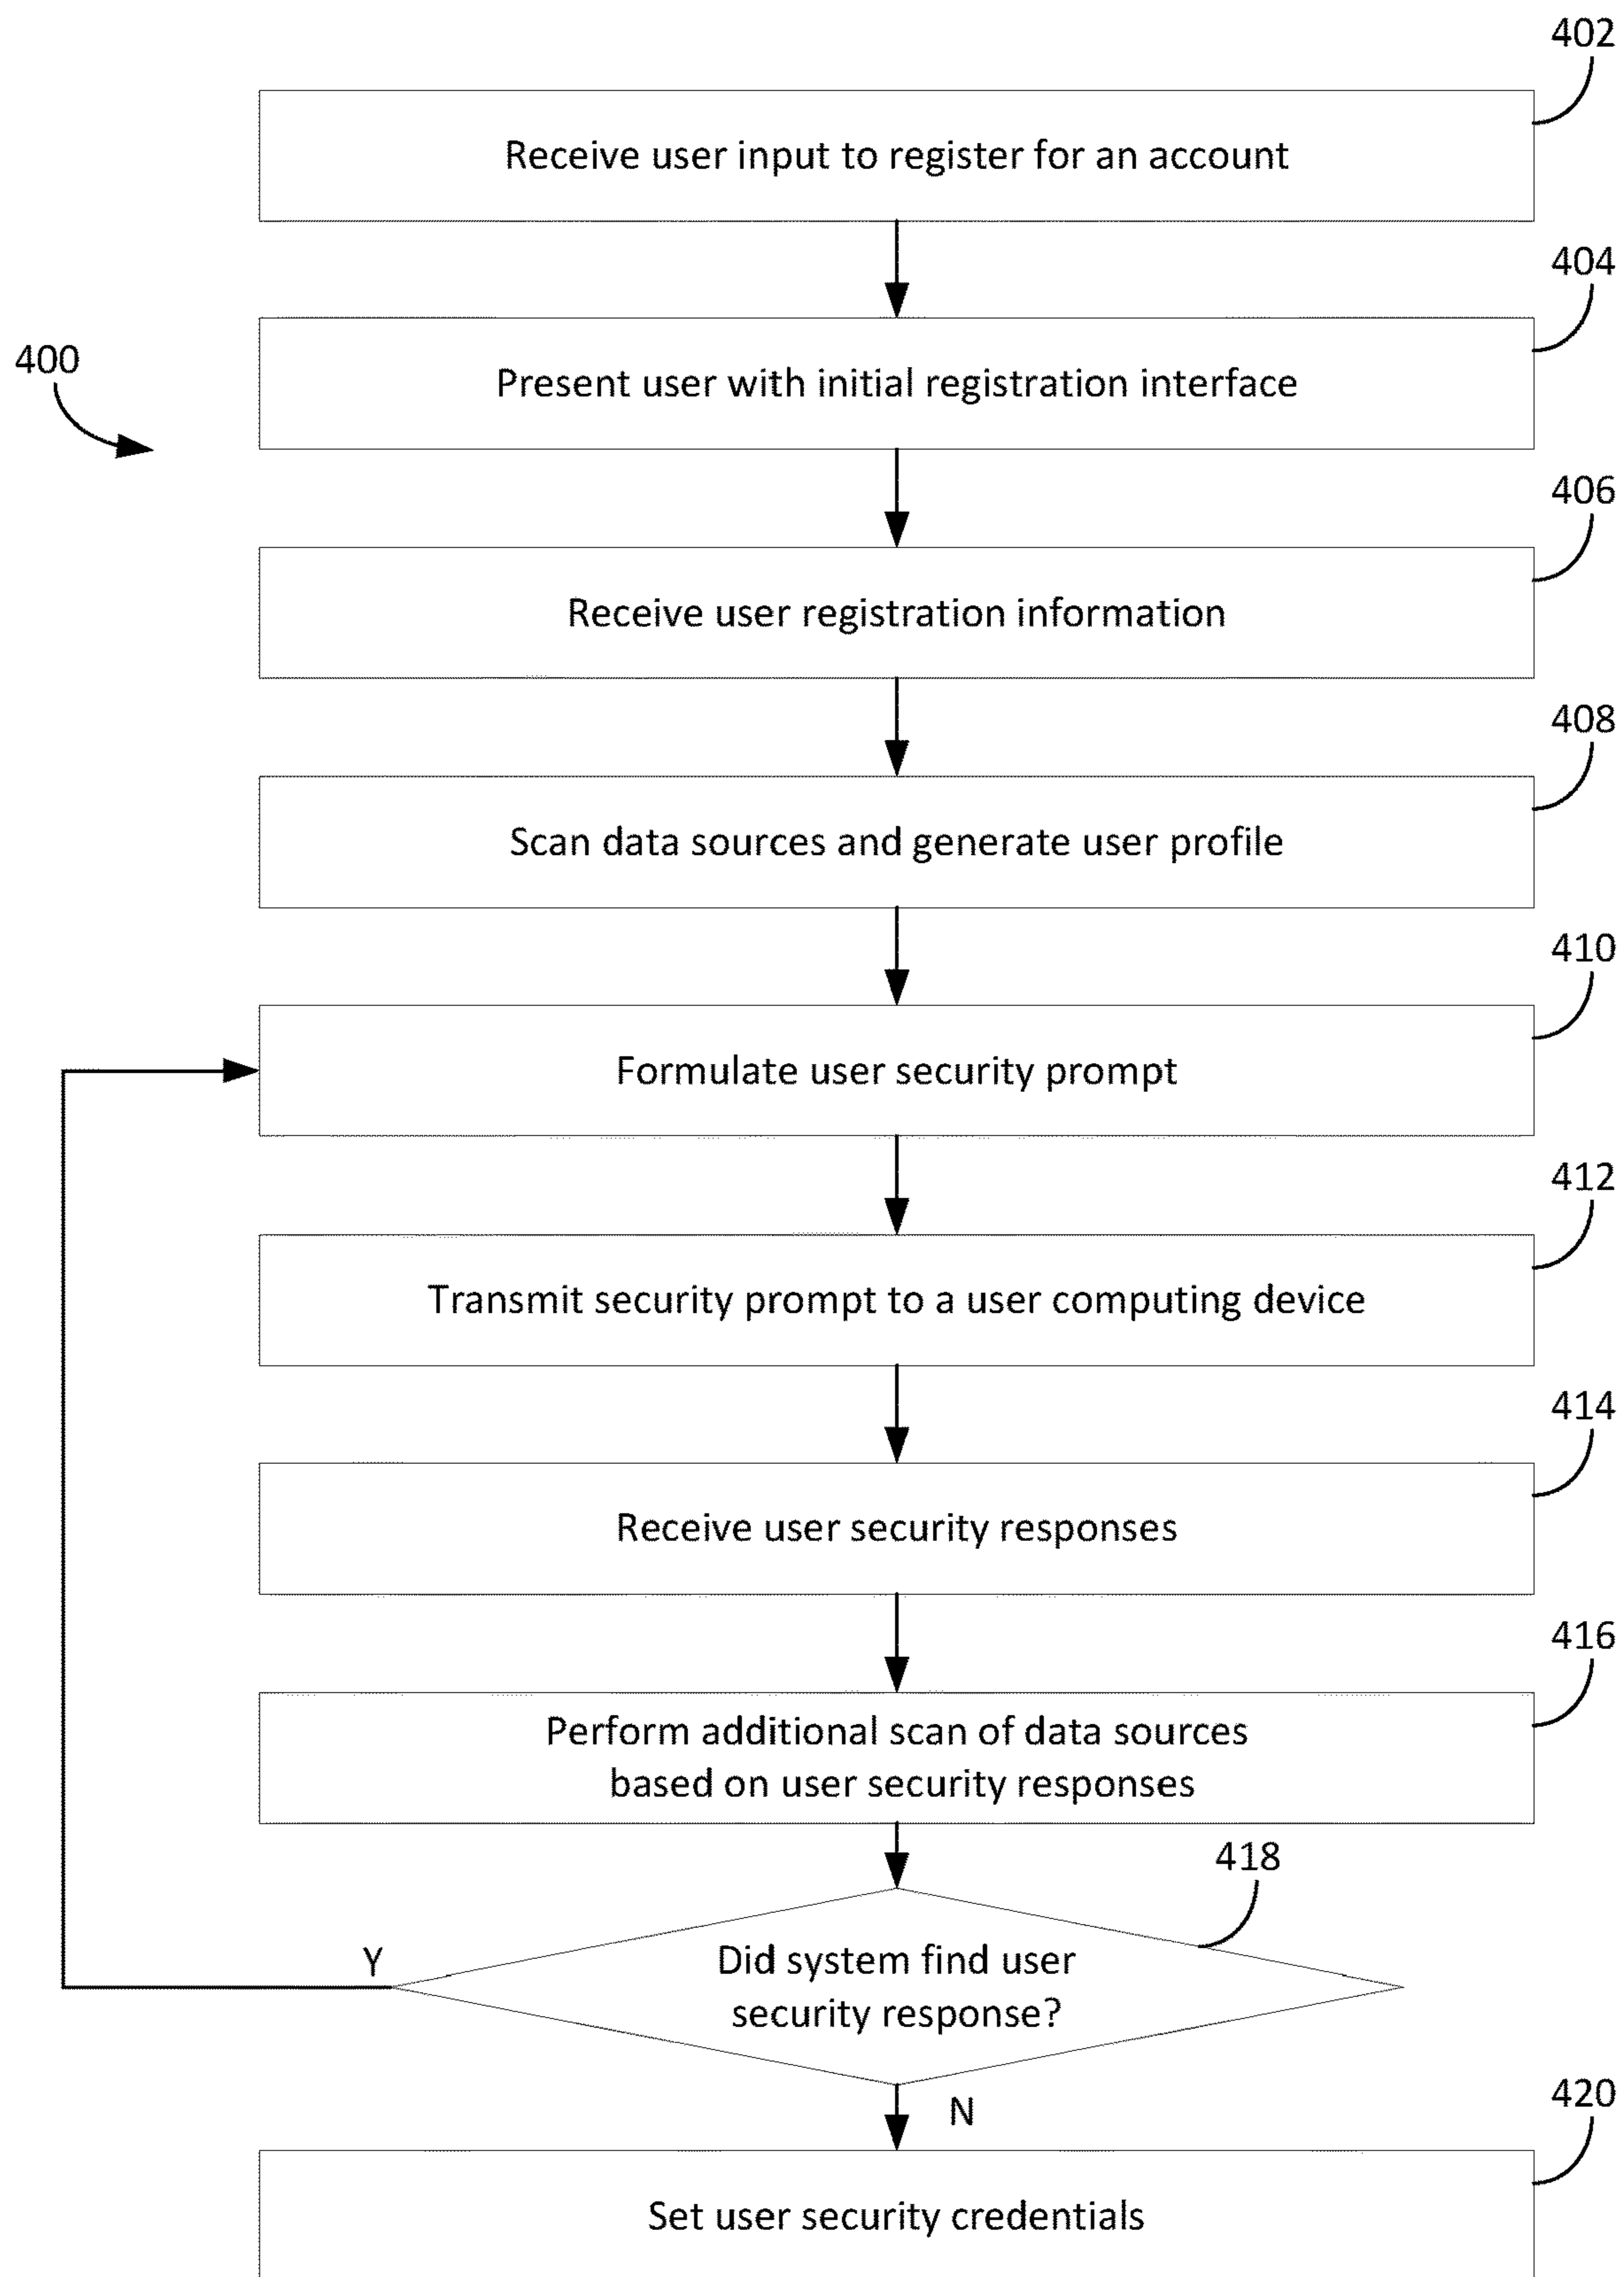 402
Receive user input to register for an account
404
Present user with initial registration interface
400
406
Receive user registration information
408
Scan data sources and generate user profile
410
Formulate user security prompt
412
Transmit security prompt to a user computing device
414
Receive user security responses
416
Perform additional scan of data sources
based on user security responses
418
Did system find user
security response?
Y
N
420
Set user security credentials